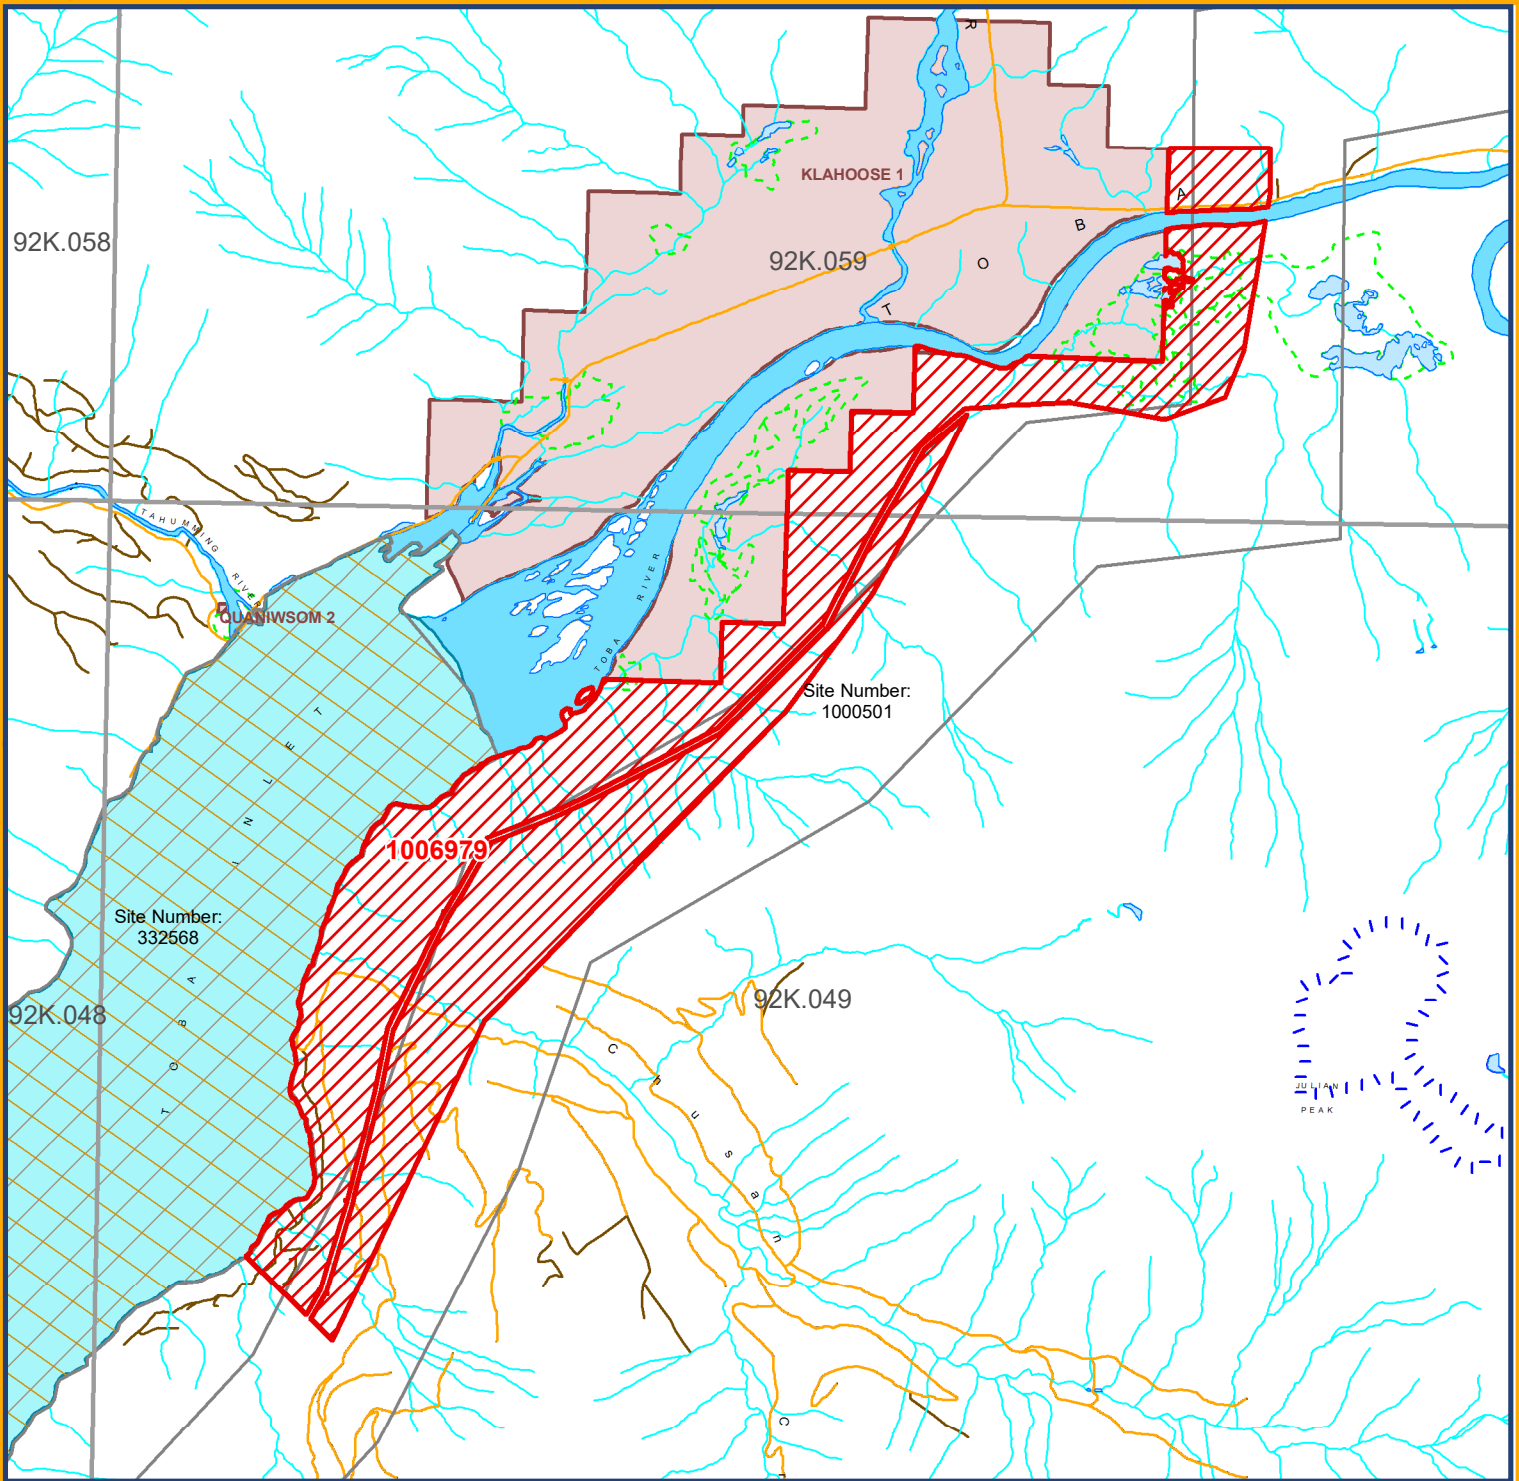 R
KLAHOOSE 1
92K.058
92K.059
TOBA
TAHUMMING RIVER
QUANIWSOM 2
TOBA RIVER
Site Number:
1000501
1006979
Site Number:
332568
TOBA INLET
92K.048
92K.049
JULIAN
PEAK
Chusan
C